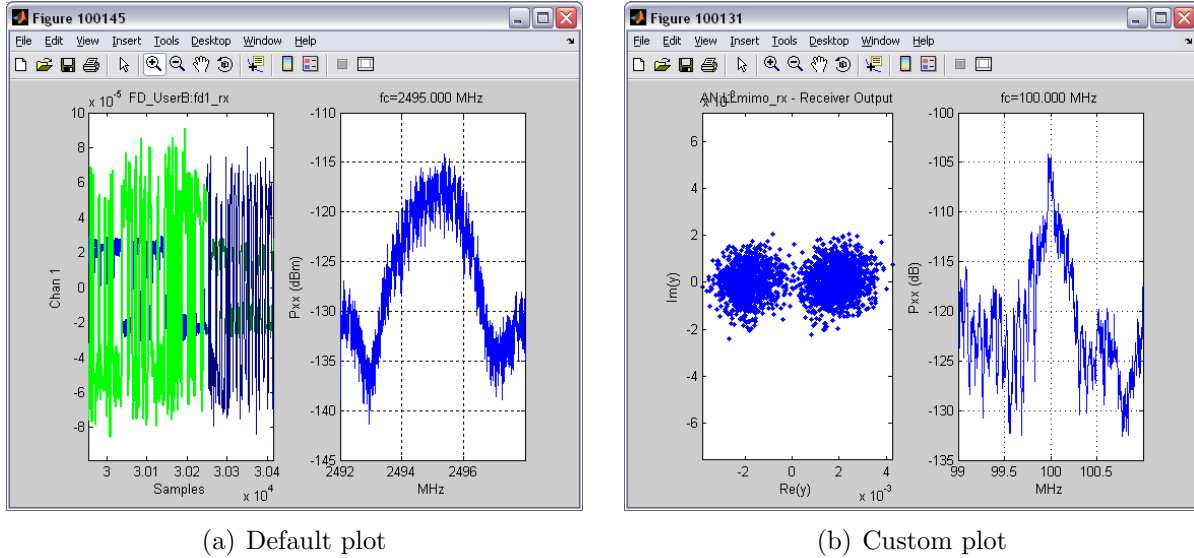 Figure 100145
File Edit View Insert Tools Desktop Window Help
x 10-5 FD_UserB:fd1_rx
10
8
6
4
2
0
-2
-4
-6
-8
Chan 1
3 3.01 3.02 3.03 3.04
Samples x 10^4
fc=2495.000 MHz
-110
-115
-120
-125
-130
-135
-140
-145
Pxx (dBm)
2492 2494 2496
MHz
(a) Default plot
Figure 100131
File Edit View Insert Tools Desktop Window Help
mimo_rx - Receiver Output
6
4
2
0
-2
-4
-6
Im(y)
-2 0 2 4
Re(y) x 10^-3
fc=100.000 MHz
-100
-105
-110
-115
-120
-125
-130
-135
Pxx (dB)
99 99.5 100 100.5
MHz
(b) Custom plot